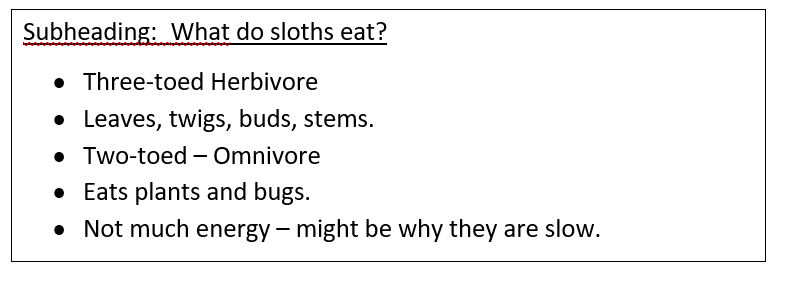 Subheading:  What do sloths eat?
• Three-toed Herbivore
• Leaves, twigs, buds, stems.
• Two-toed – Omnivore
• Eats plants and bugs.
• Not much energy – might be why they are slow.